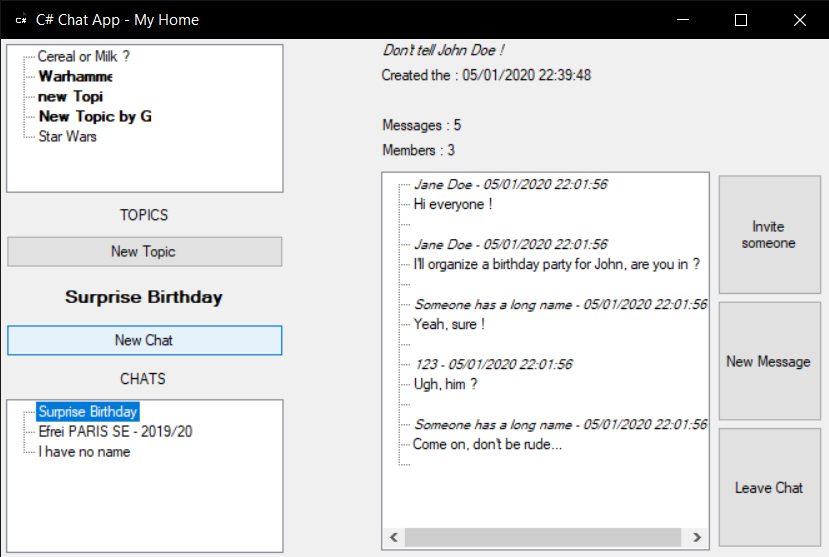 C# Chat App - My Home
Cereal or Milk ?
Warhamme
new Topi
New Topic by G
Star Wars
TOPICS
New Topic
Surprise Birthday
New Chat
CHATS
Surprise Birthday
Efrei PARIS SE - 2019/20
I have no name
Don't tell John Doe !
Created the : 05/01/2020 22:39:48
Messages : 5
Members : 3
Jane Doe - 05/01/2020 22:01:56
Hi everyone !
Jane Doe - 05/01/2020 22:01:56
I'll organize a birthday party for John, are you in ?
Someone has a long name - 05/01/2020 22:01:56
Yeah, sure !
123 - 05/01/2020 22:01:56
Ugh, him ?
Someone has a long name - 05/01/2020 22:01:56
Come on, don't be rude...
Invite
someone
New Message
Leave Chat